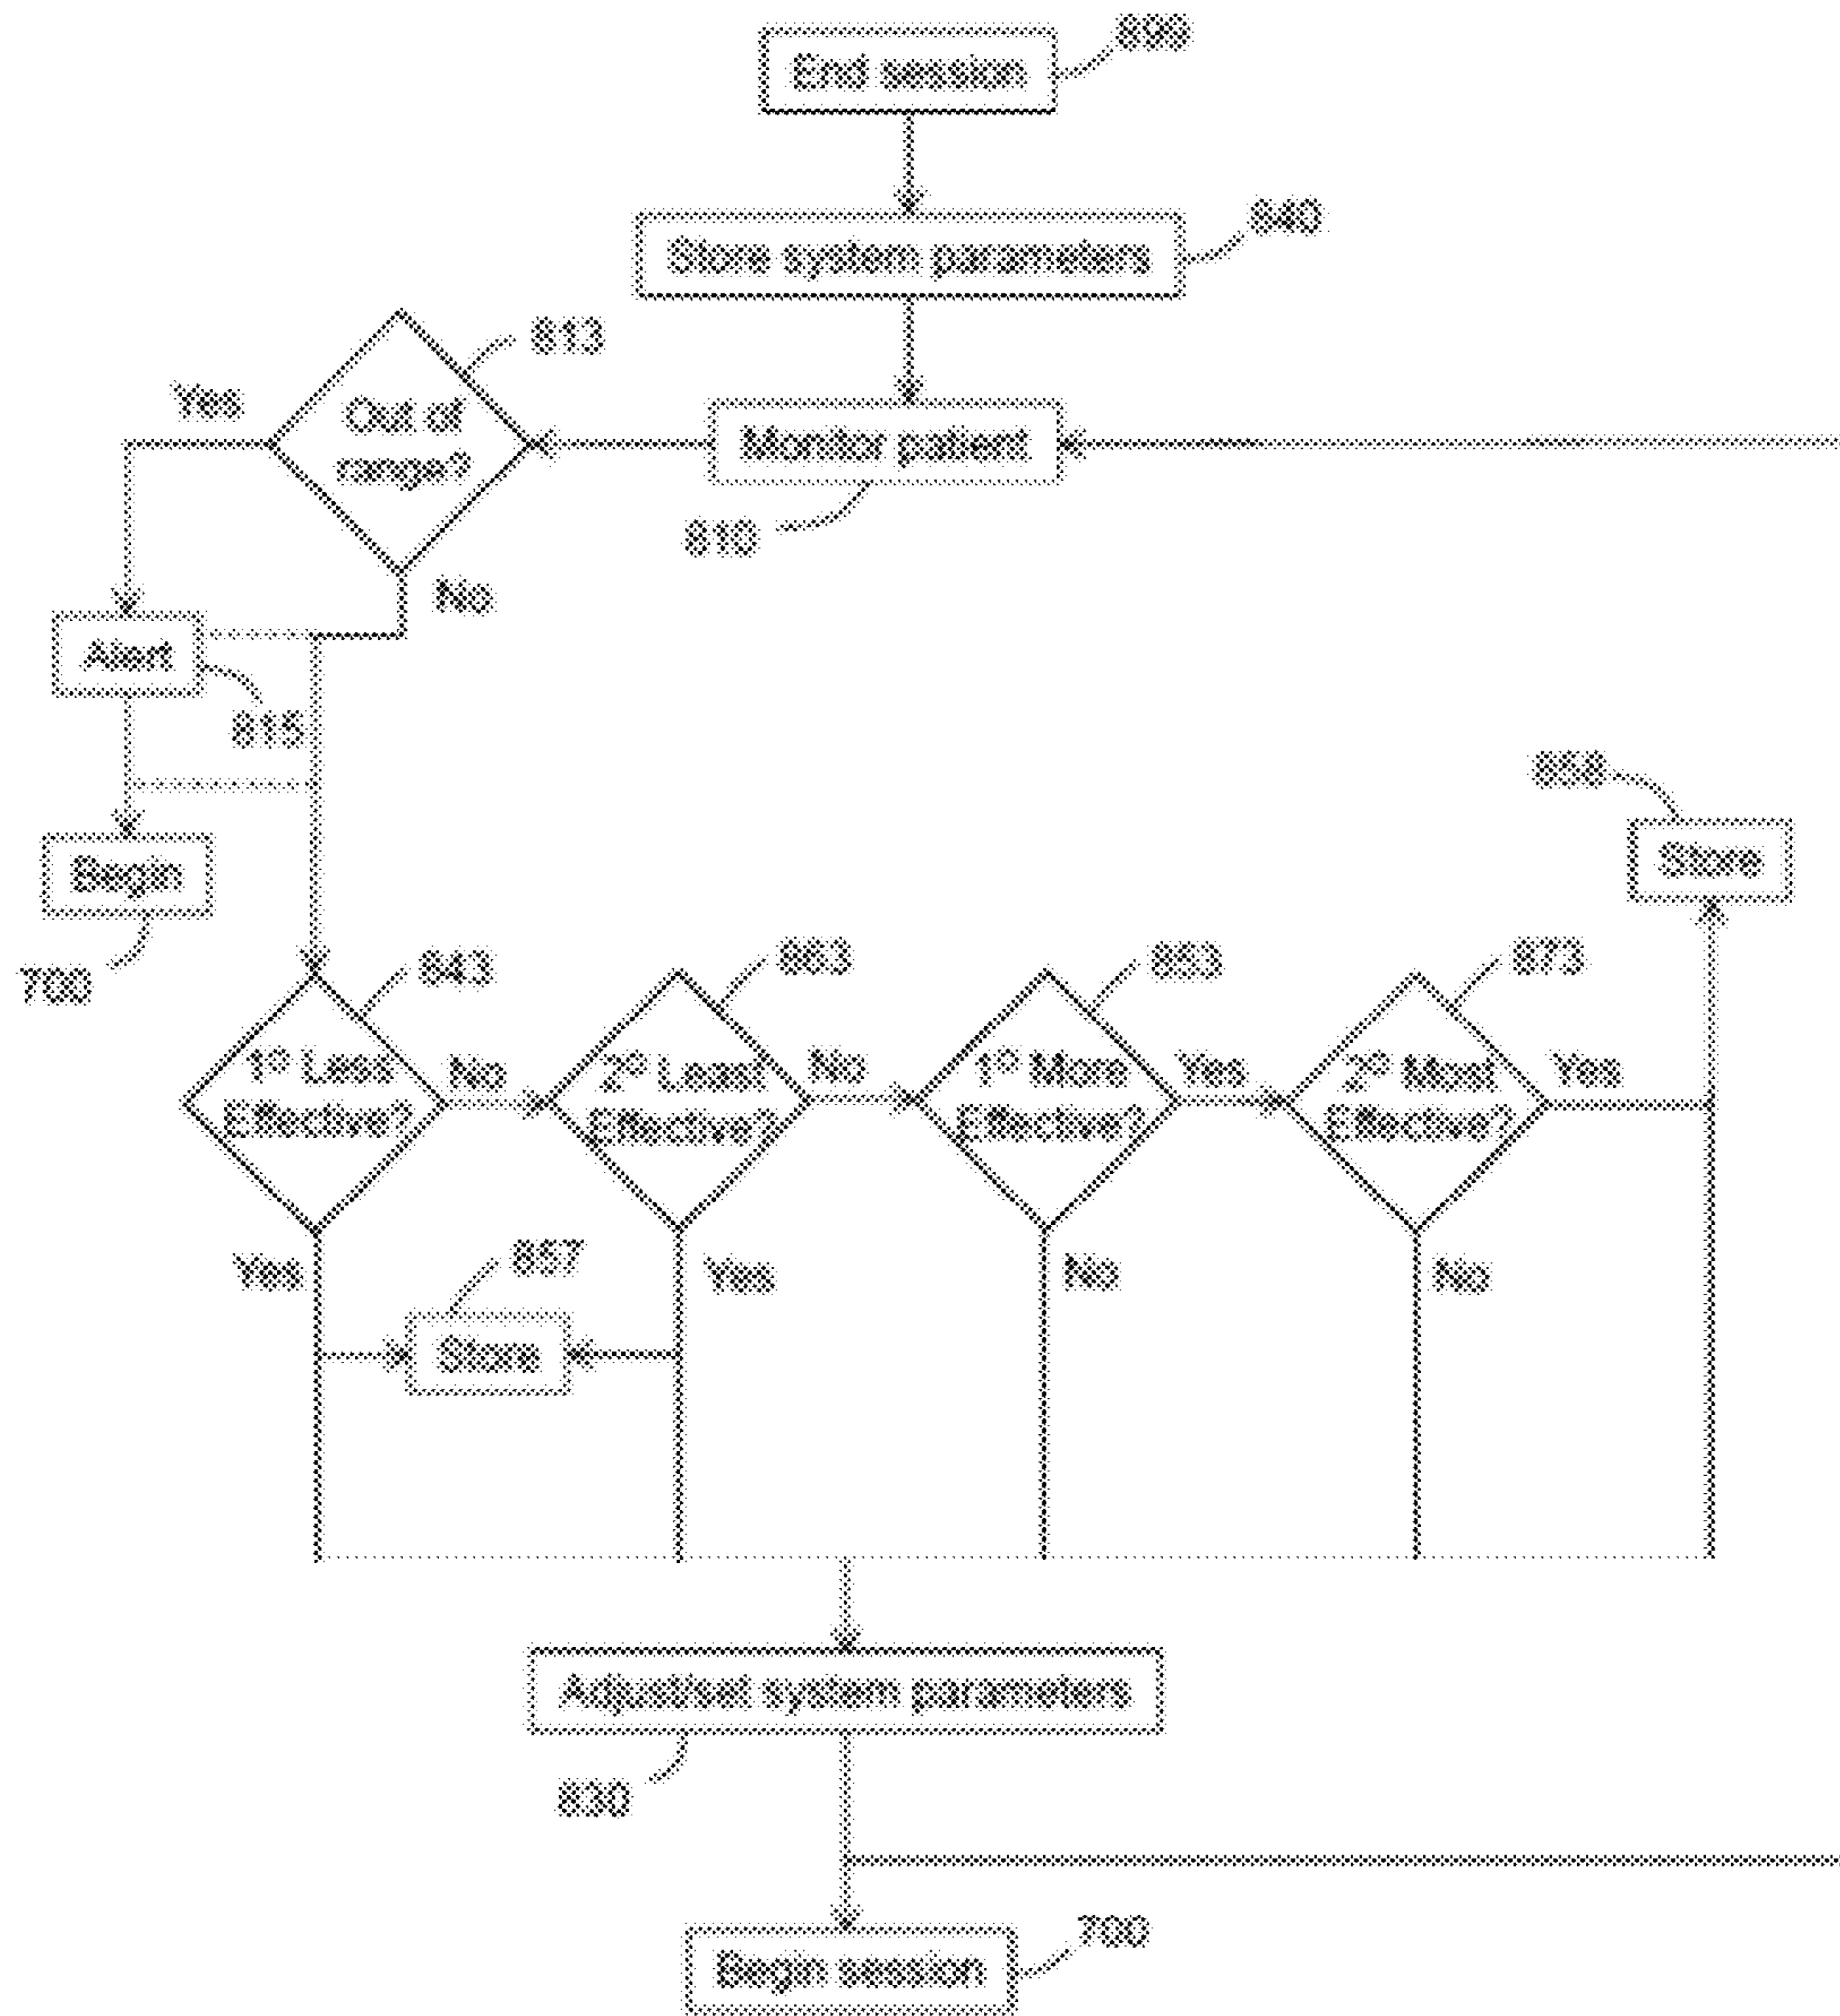 End session
Store system parameters
840
813
Yes
Out of
range?
Monitor patient
810
No
Alert
815
858
Begin
Store
700
843
863
853
873
1° Less
Effective?
No
2° Least
Effective?
No
1° More
Effective?
Yes
2° Most
Effective?
Yes
Yes
857
Yes
No
No
Store
Adjust/set system parameters
830
Begin session
700